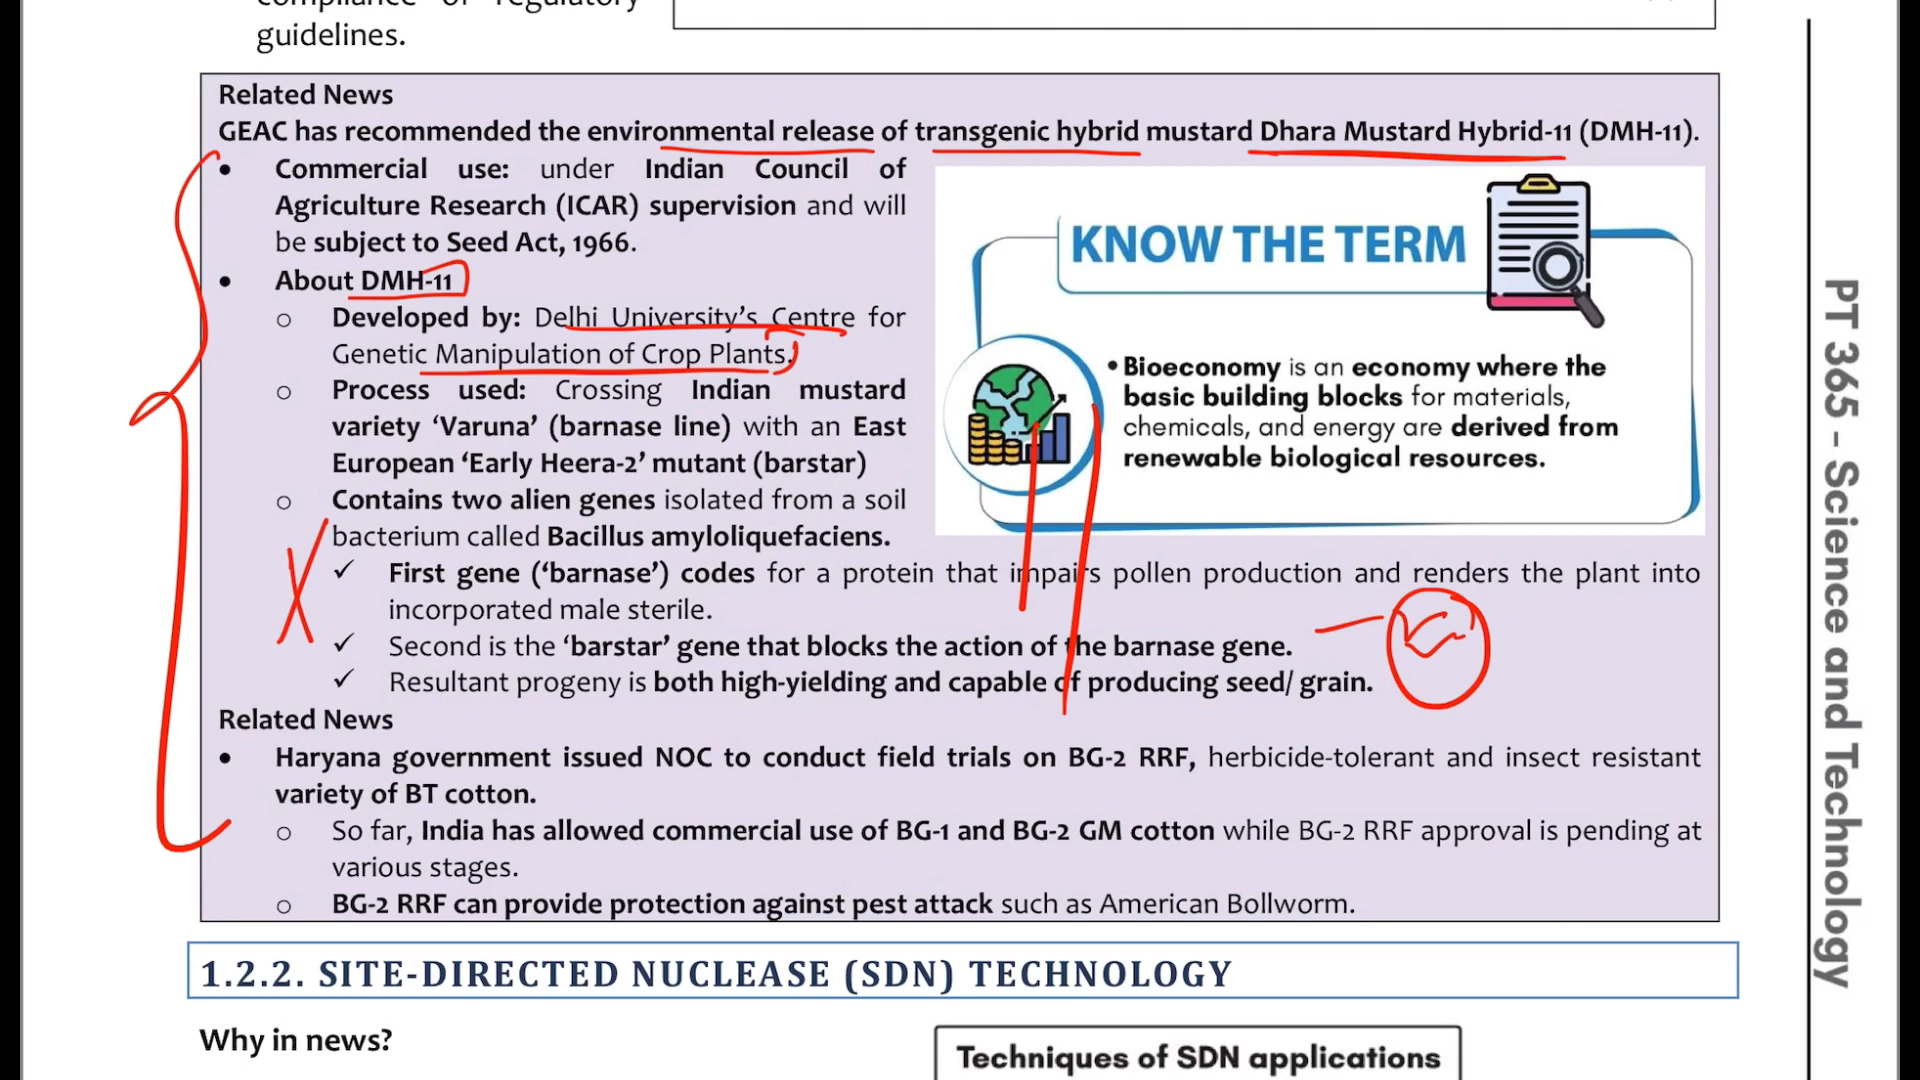 guidelines.
Related News
GEAC has recommended the environmental release of transgenic hybrid mustard Dhara Mustard Hybrid-11 (DMH-11).
• Commercial use: under Indian Council of
Agriculture Research (ICAR) supervision and will
be subject to Seed Act, 1966.
• About DMH-11
o Developed by: Delhi University’s Centre for
Genetic Manipulation of Crop Plants.
o Process used: Crossing Indian mustard
variety ‘Varuna’ (barnase line) with an East
European ‘Early Heera-2’ mutant (barstar)
o Contains two alien genes isolated from a soil
bacterium called Bacillus amyloliquefaciens.
KNOW THE TERM
• Bioeconomy is an economy where the
basic building blocks for materials,
chemicals, and energy are derived from
renewable biological resources.
✓ First gene (‘barnase’) codes for a protein that impairs pollen production and renders the plant into
incorporated male sterile.
✓ Second is the ‘barstar’ gene that blocks the action of the barnase gene.
✓ Resultant progeny is both high-yielding and capable of producing seed/ grain.
Related News
• Haryana government issued NOC to conduct field trials on BG-2 RRF, herbicide-tolerant and insect resistant
variety of BT cotton.
o So far, India has allowed commercial use of BG-1 and BG-2 GM cotton while BG-2 RRF approval is pending at
various stages.
o BG-2 RRF can provide protection against pest attack such as American Bollworm.
1.2.2. SITE-DIRECTED NUCLEASE (SDN) TECHNOLOGY
Why in news?
Techniques of SDN applications
PT 365 - Science and Technology